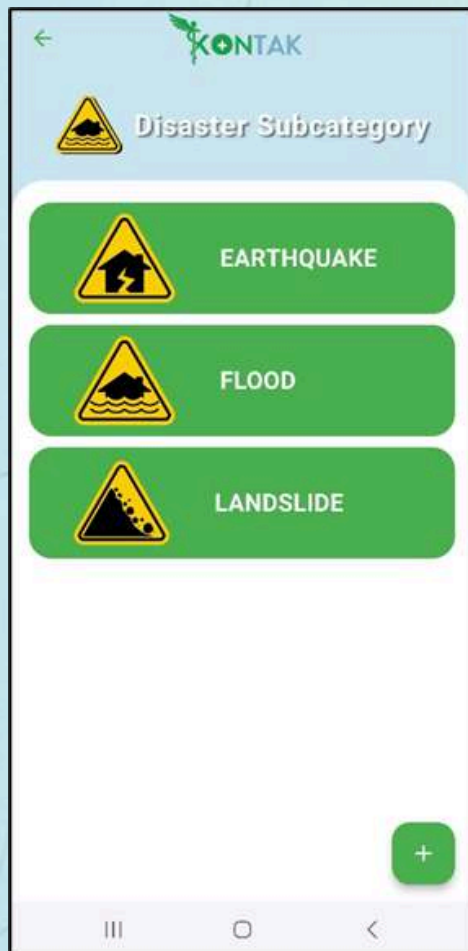 KONTAK
Disaster Subcategory
EARTHQUAKE
FLOOD
LANDSLIDE
+